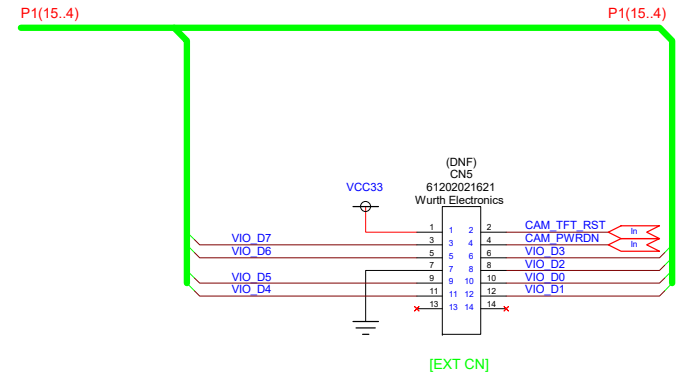 P1(15..4) P1(15..4)
(DNF)
CN5
VCC33 61202021621
Wurth Electronics
1 1 2 2 CAM_TFT_RST In
VIO_D7 3 3 4 4 CAM_PWRDN In
VIO_D6 5 5 6 6 VIO_D3
7 7 8 8 VIO_D2
VIO_D5 9 9 10 10 VIO_D0
VIO_D4 11 11 12 12 VIO_D1
13 13 14 14
[EXT CN]